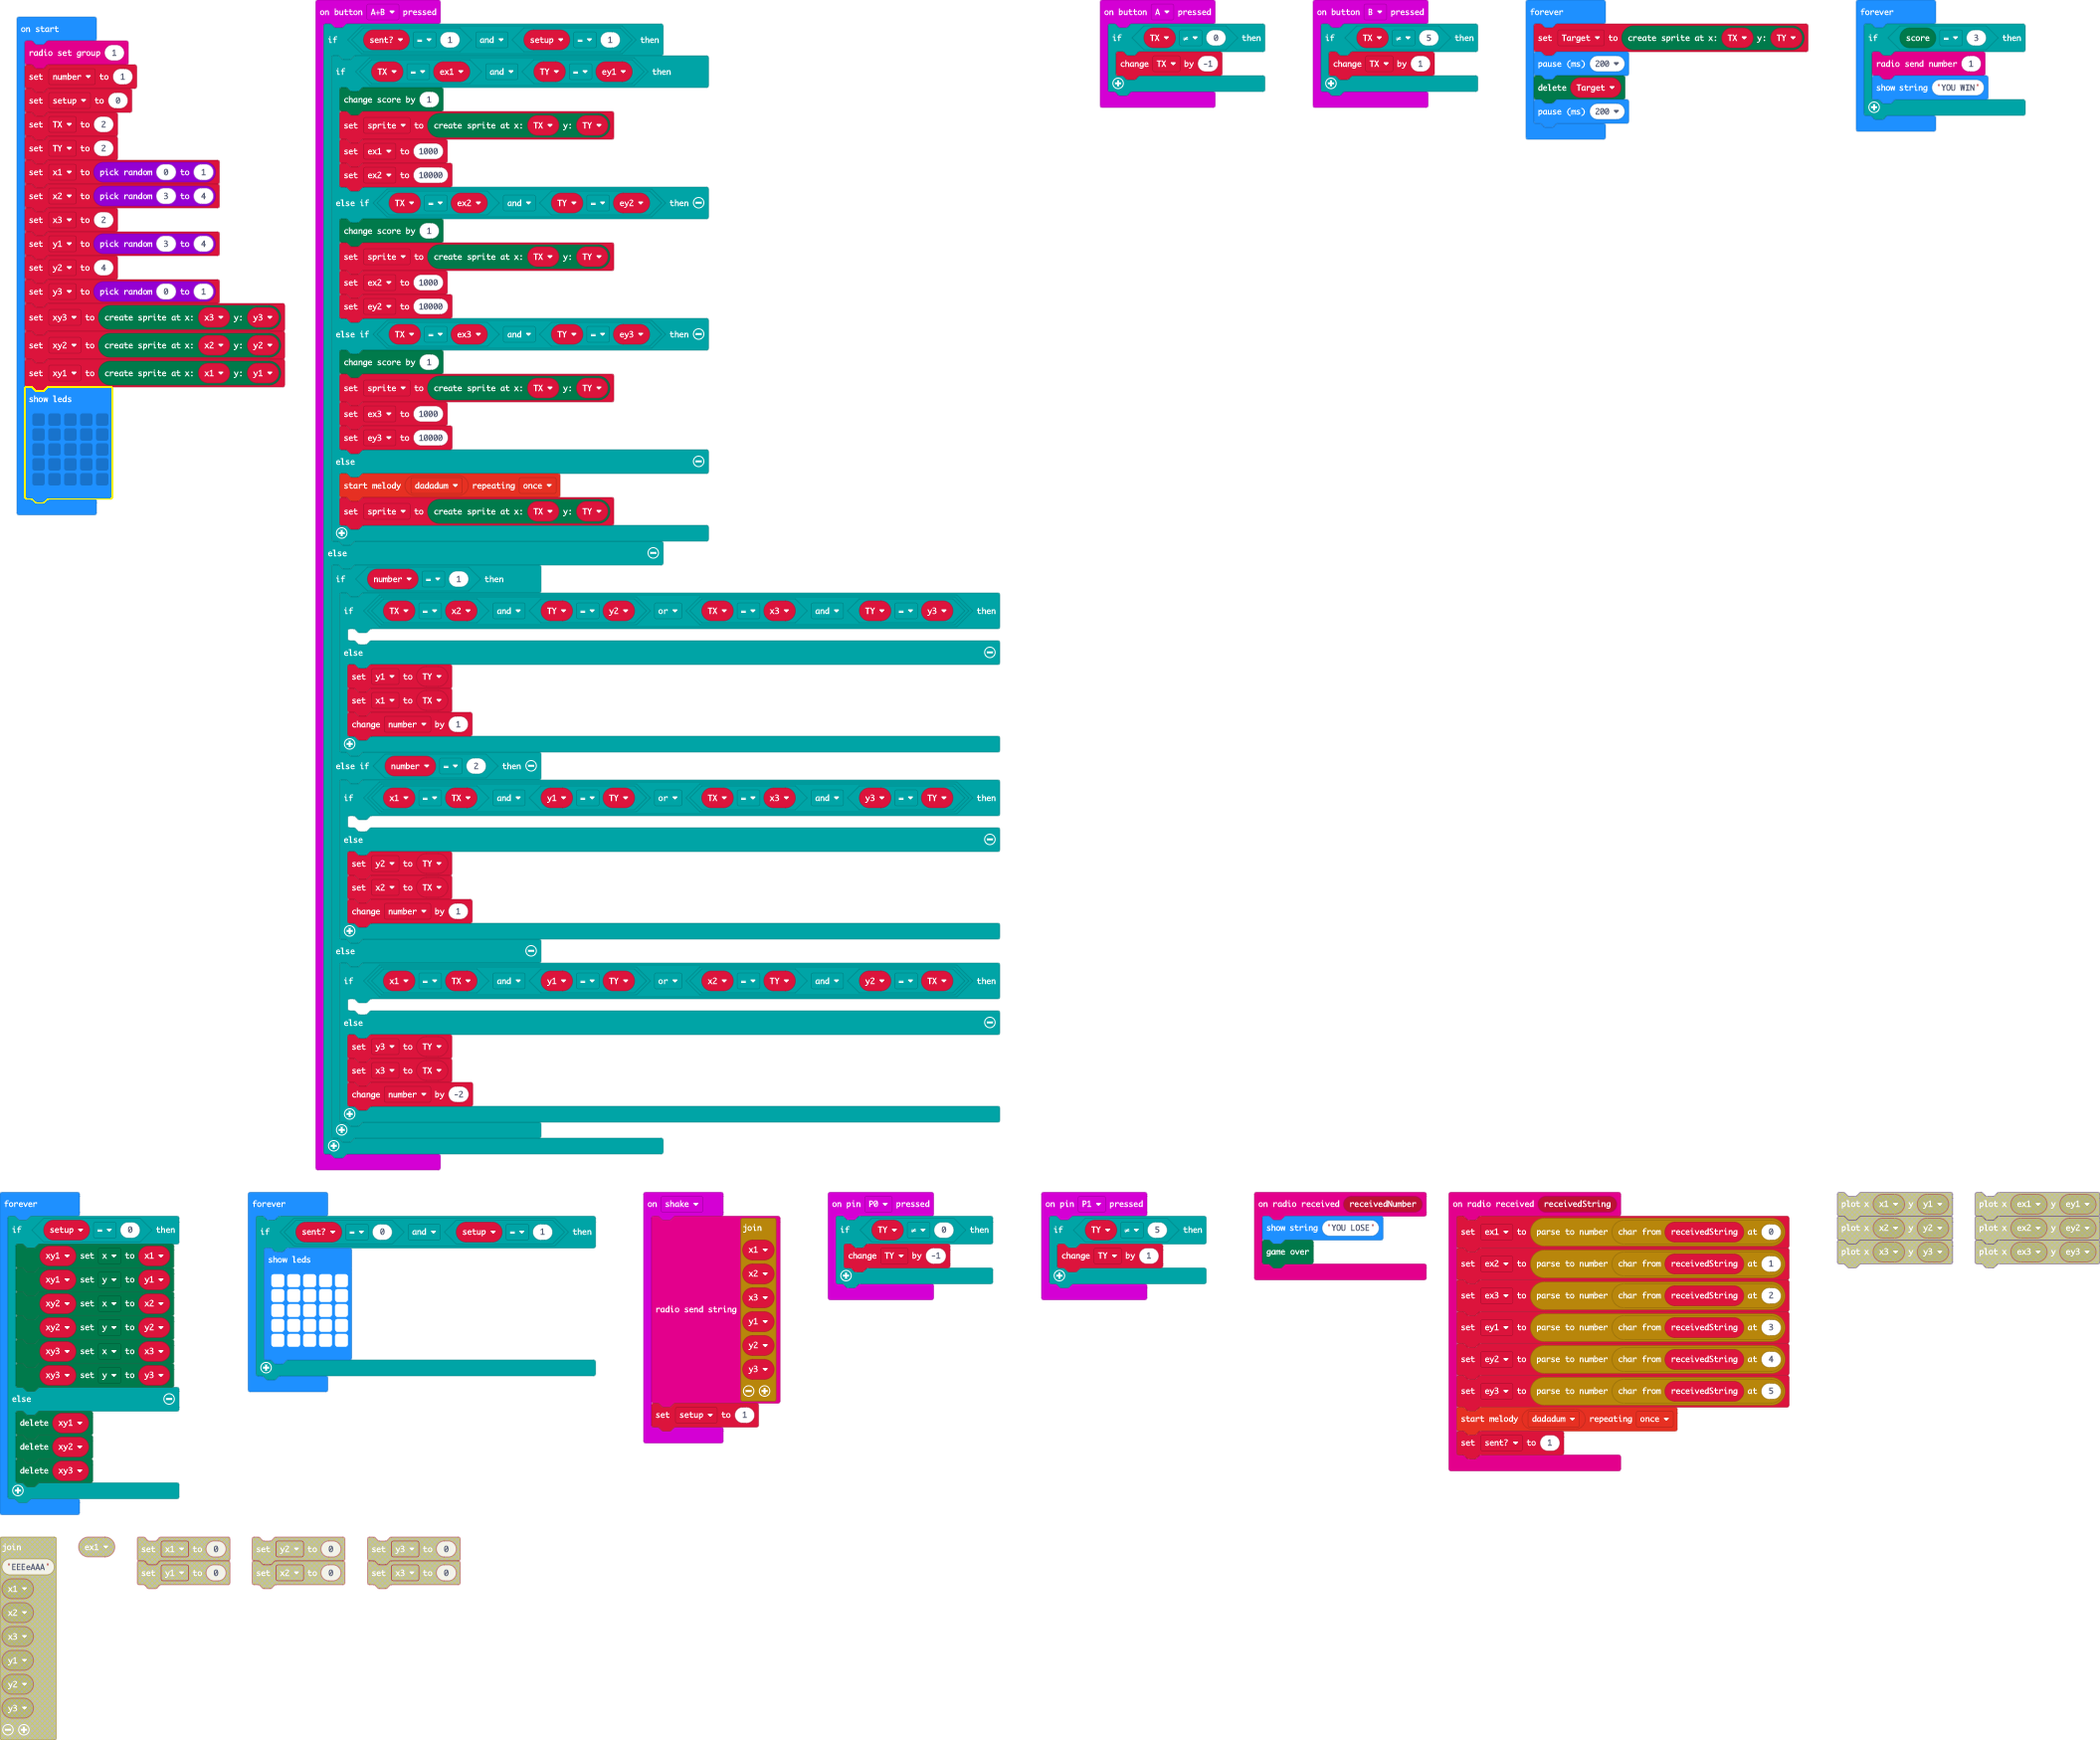 on start
radio set group 1
set number to 1
set setup to 0
set TX to 2
set TY to 2
set x1 to pick random 0 to 1
set x2 to pick random 3 to 4
set x3 to 2
set y1 to pick random 3 to 4
set y2 to 4
set y3 to pick random 0 to 1
set xy3 to create sprite at x: x3 y: y3
set xy2 to create sprite at x: x2 y: y2
set xy1 to create sprite at x: x1 y: y1
show leds
on button A+B pressed
if sent? = 1 and setup = 1 then
if TX = ex1 and TY = ey1 then
change score by 1
set sprite to create sprite at x: TX y: TY
set ex1 to 1000
set ex2 to 10000
else if TX = ex2 and TY = ey2 then
change score by 1
set sprite to create sprite at x: TX y: TY
set ex2 to 1000
set ey2 to 10000
else if TX = ex3 and TY = ey3 then
change score by 1
set sprite to create sprite at x: TX y: TY
set ex3 to 1000
set ey3 to 10000
else
start melody dadadum repeating once
set sprite to create sprite at x: TX y: TY
else
if number = 1 then
if TX = x2 and TY = y2 or TX = x3 and TY = y3 then
else
set y1 to TY
set x1 to TX
change number by 1
else if number = 2 then
if x1 = TX and y1 = TY or TX = x3 and y3 = TY then
else
set y2 to TY
set x2 to TX
change number by 1
else
if x1 = TX and y1 = TY or x2 = TY and y2 = TX then
else
set y3 to TY
set x3 to TX
change number by -2
on button A pressed
if TX ≠ 0 then
change TX by -1
on button B pressed
if TX ≠ 5 then
change TX by 1
forever
set Target to create sprite at x: TX y: TY
pause (ms) 200
delete Target
pause (ms) 200
forever
if score = 3 then
radio send number 1
show string "YOU WIN"
forever
if setup = 0 then
xy1 set x to x1
xy1 set y to y1
xy2 set x to x2
xy2 set y to y2
xy3 set x to x3
xy3 set y to y3
else
delete xy1
delete xy2
delete xy3
forever
if sent? = 0 and setup = 1 then
show leds
on shake
radio send string join
x1
x2
x3
y1
y2
y3
set setup to 1
on pin P0 pressed
if TY ≠ 0 then
change TY by -1
on pin P1 pressed
if TY ≠ 5 then
change TY by 1
on radio received receivedNumber
show string "YOU LOSE"
game over
on radio received receivedString
set ex1 to parse to number char from receivedString at 0
set ex2 to parse to number char from receivedString at 1
set ex3 to parse to number char from receivedString at 2
set ey1 to parse to number char from receivedString at 3
set ey2 to parse to number char from receivedString at 4
set ey3 to parse to number char from receivedString at 5
start melody dadadum repeating once
set sent? to 1
plot x x1 y y1
plot x x2 y y2
plot x x3 y y3
plot x ex1 y ey1
plot x ex2 y ey2
plot x ex3 y ey3
join
"EEEeAAA"
x1
x2
x3
y1
y2
y3
ex1
set x1 to 0
set y1 to 0
set y2 to 0
set x2 to 0
set y3 to 0
set x3 to 0